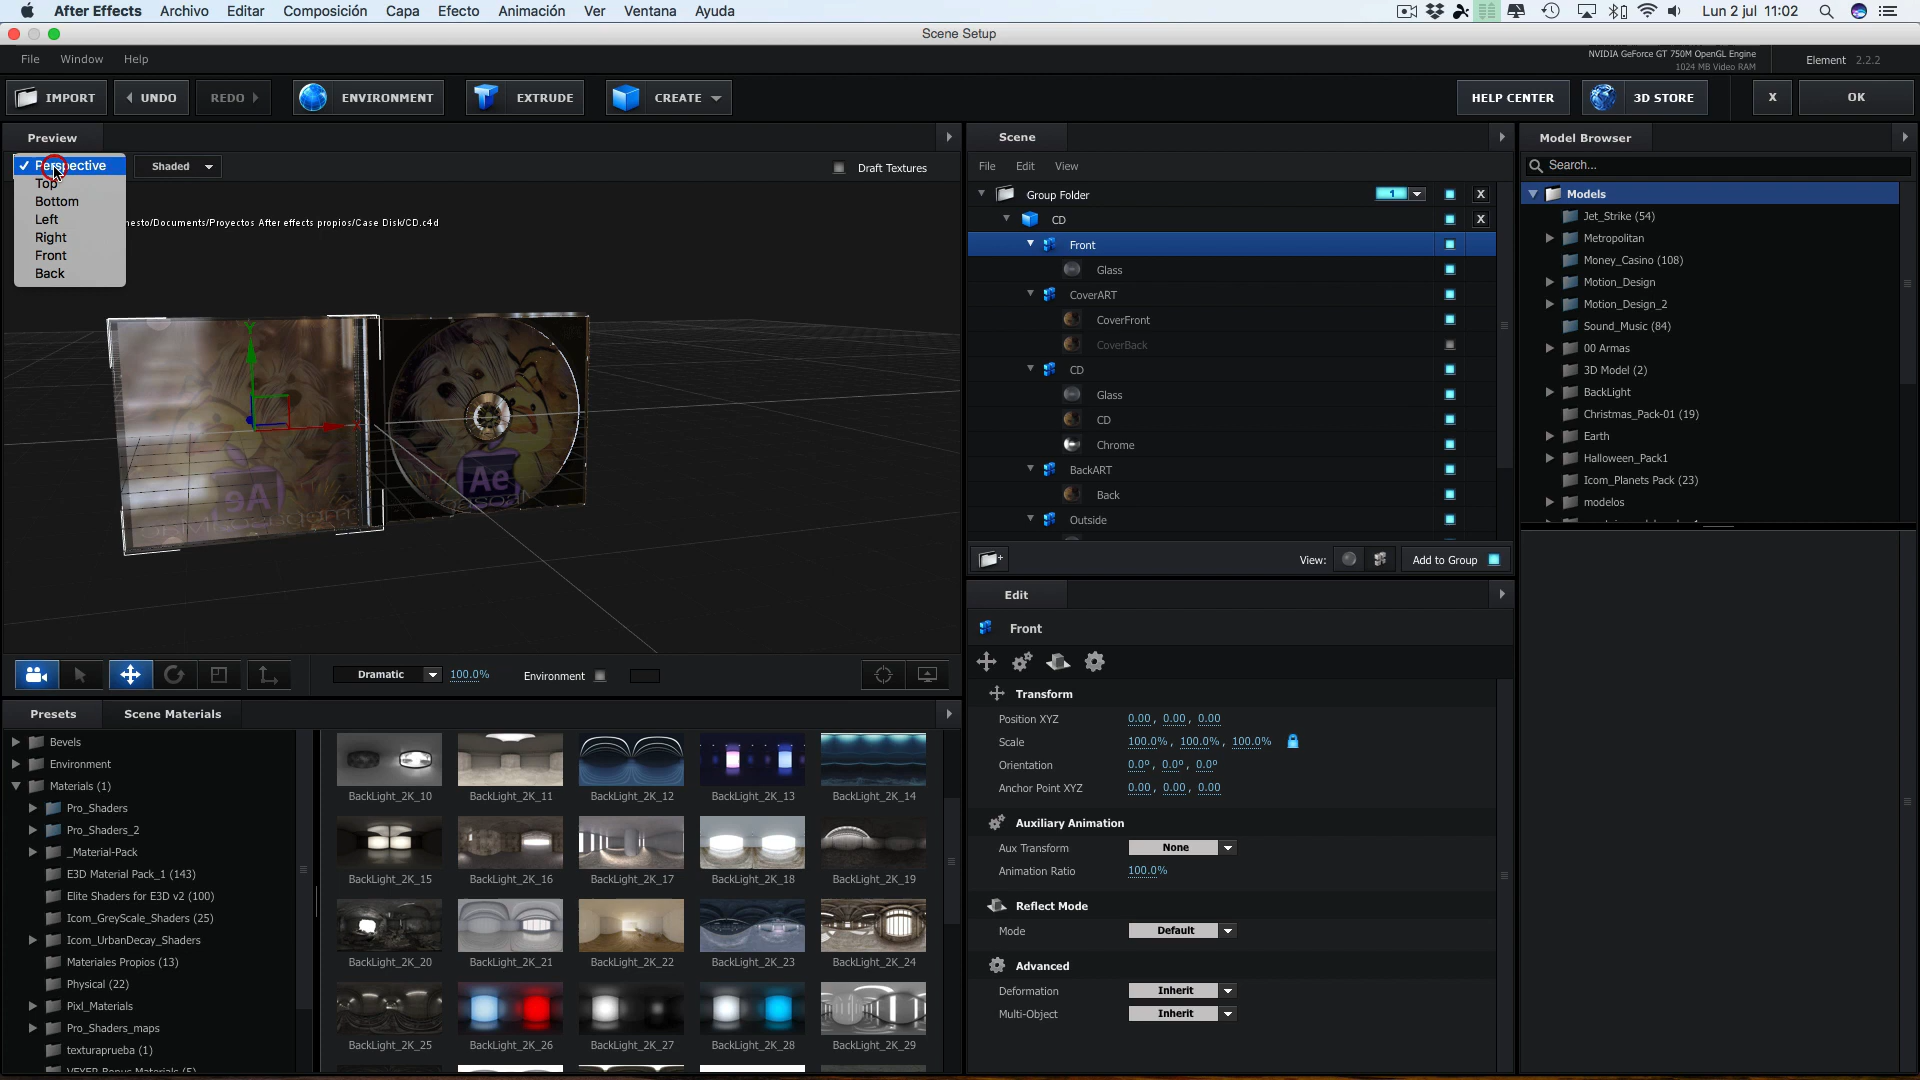 After Effects Archivo Editar Composición Capa Efecto Animación Ver Ventana Ayuda
Lun 2 jul 11:02
Scene Setup
File Window Help
NVIDIA GeForce GT 750M OpenGL Engine
1024 MB Video RAM
Element 2.2.2
IMPORT UNDO REDO ENVIRONMENT EXTRUDE CREATE
HELP CENTER 3D STORE X OK
Preview
Perspective
Top
Bottom
Left
Right
Front
Back
Shaded
Draft Textures
nesto/Documents/Proyectos After effects propios/Case Disk/CD.c4d
Y
Ae
Dramatic 100.0% Environment
Scene
File Edit View
Group Folder 1 X
CD X
Front
Glass
CoverART
CoverFront
CoverBack
CD
Glass
CD
Chrome
BackART
Back
Outside
View: Add to Group
Edit
Front
Transform
Position XYZ 0.00, 0.00, 0.00
Scale 100.0%, 100.0%, 100.0%
Orientation 0.0º, 0.0º, 0.0º
Anchor Point XYZ 0.00, 0.00, 0.00
Auxiliary Animation
Aux Transform None
Animation Ratio 100.0%
Reflect Mode
Mode Default
Advanced
Deformation Inherit
Multi-Object Inherit
Model Browser
Search...
Models
Jet_Strike (54)
Metropolitan
Money_Casino (108)
Motion_Design
Motion_Design_2
Sound_Music (84)
00 Armas
3D Model (2)
BackLight
Christmas_Pack-01 (19)
Earth
Halloween_Pack1
Icom_Planets Pack (23)
modelos
Presets Scene Materials
Bevels
Environment
Materials (1)
Pro_Shaders
Pro_Shaders_2
_Material-Pack
E3D Material Pack_1 (143)
Elite Shaders for E3D v2 (100)
Icom_GreyScale_Shaders (25)
Icom_UrbanDecay_Shaders
Materiales Propios (13)
Physical (22)
Pixl_Materials
Pro_Shaders_maps
texturaprueba (1)
VEXER Bonus Materials (5)
BackLight_2K_10 BackLight_2K_11 BackLight_2K_12 BackLight_2K_13 BackLight_2K_14
BackLight_2K_15 BackLight_2K_16 BackLight_2K_17 BackLight_2K_18 BackLight_2K_19
BackLight_2K_20 BackLight_2K_21 BackLight_2K_22 BackLight_2K_23 BackLight_2K_24
BackLight_2K_25 BackLight_2K_26 BackLight_2K_27 BackLight_2K_28 BackLight_2K_29